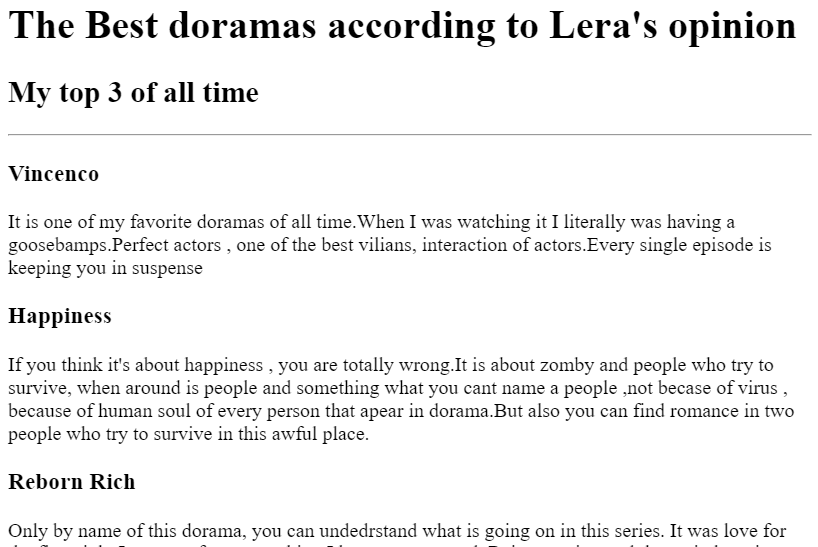 The Best doramas according to Lera's opinion
My top 3 of all time
Vincenco
It is one of my favorite doramas of all time.When I was watching it I literally was having a
goosebamps.Perfect actors , one of the best vilians, interaction of actors.Every single episode is
keeping you in suspense
Happiness
If you think it's about happiness , you are totally wrong.It is about zomby and people who try to
survive, when around is people and something what you cant name a people ,not becase of virus ,
because of human soul of every person that apear in dorama.But also you can find romance in two
people who try to survive in this awful place.
Reborn Rich
Only by name of this dorama, you can undedrstand what is going on in this series. It was love for